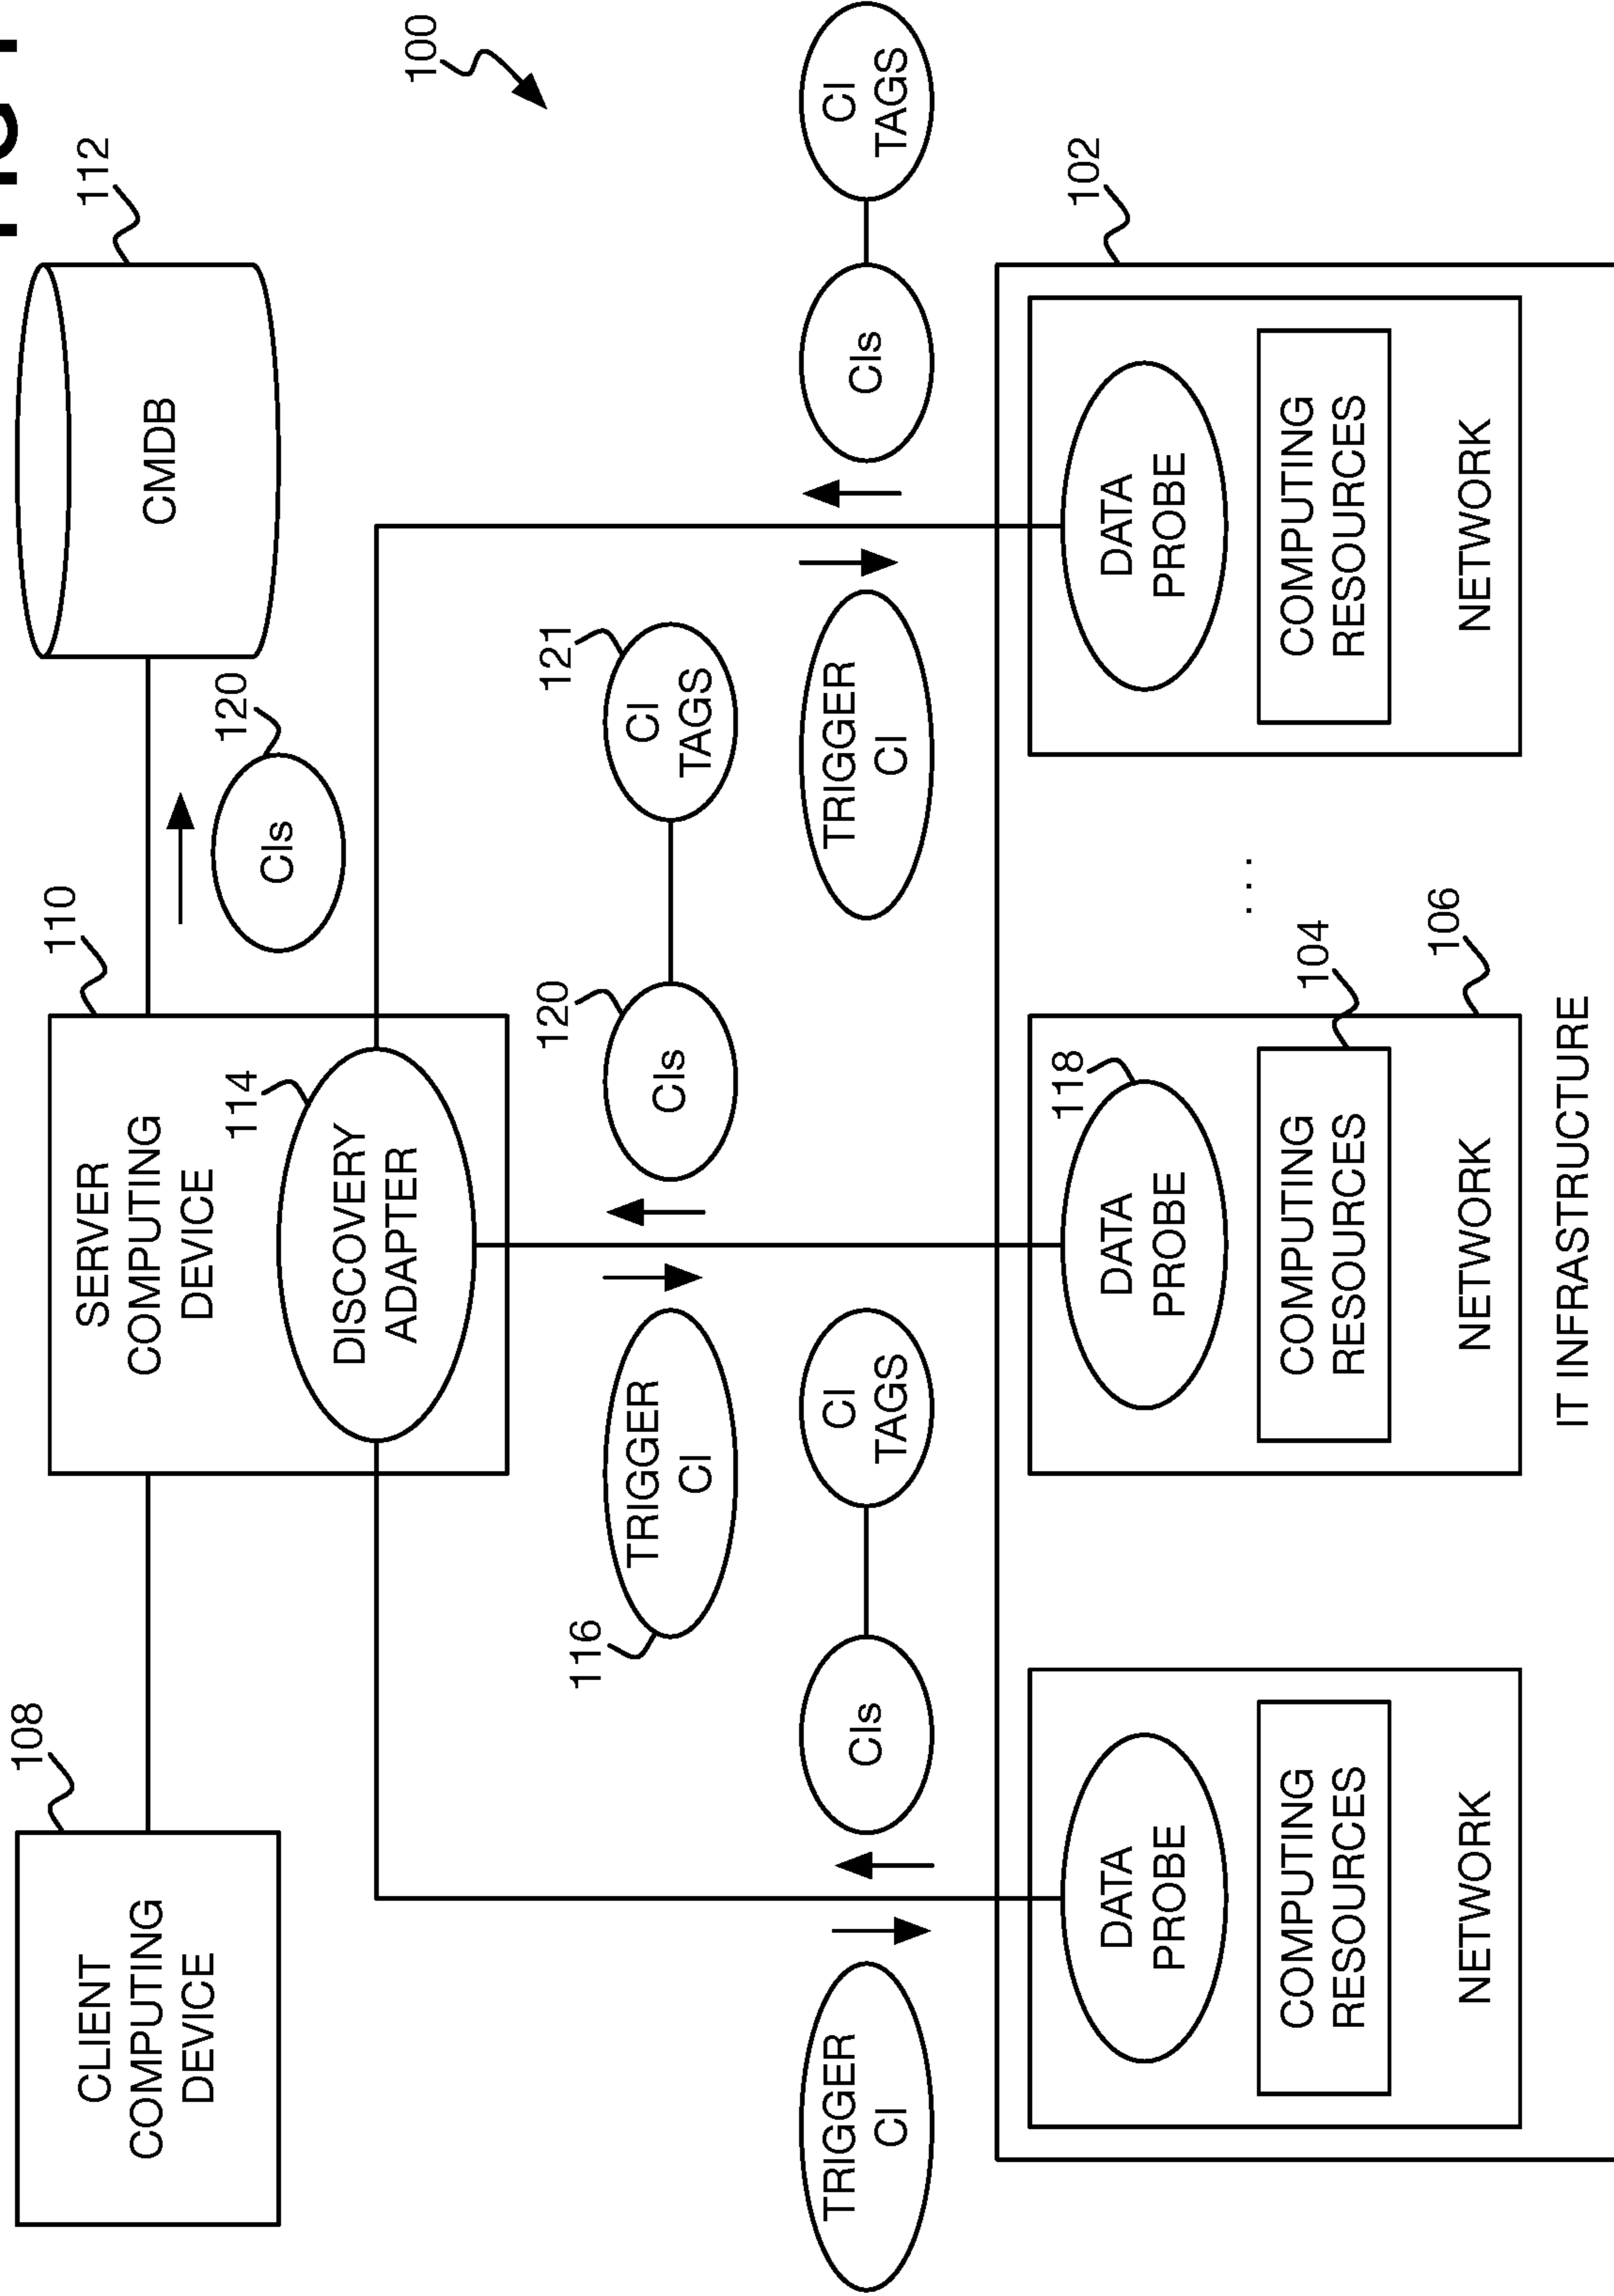 100
108
CLIENT
COMPUTING
DEVICE
110
SERVER
COMPUTING
DEVICE
114
DISCOVERY
ADAPTER
112
CMDB
120
CIs
116
TRIGGER
CI
120
CIs
121
CI
TAGS
TRIGGER
CI
CIs
CI
TAGS
TRIGGER
CI
CIs
CI
TAGS
102
DATA
PROBE
COMPUTING
RESOURCES
NETWORK
118
DATA
PROBE
104
COMPUTING
RESOURCES
106
NETWORK
. . .
DATA
PROBE
COMPUTING
RESOURCES
NETWORK
IT INFRASTRUCTURE